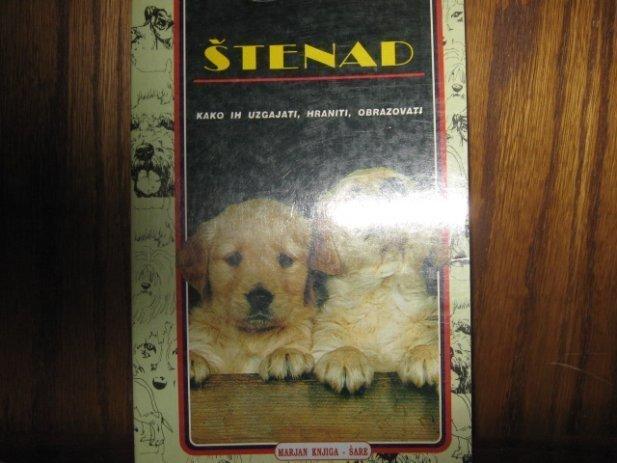 ŠTENAD
KAKO IH UZGAJATI, HRANITI, OBRAZOVATI
MARJAN KNJIGA - ŠARE